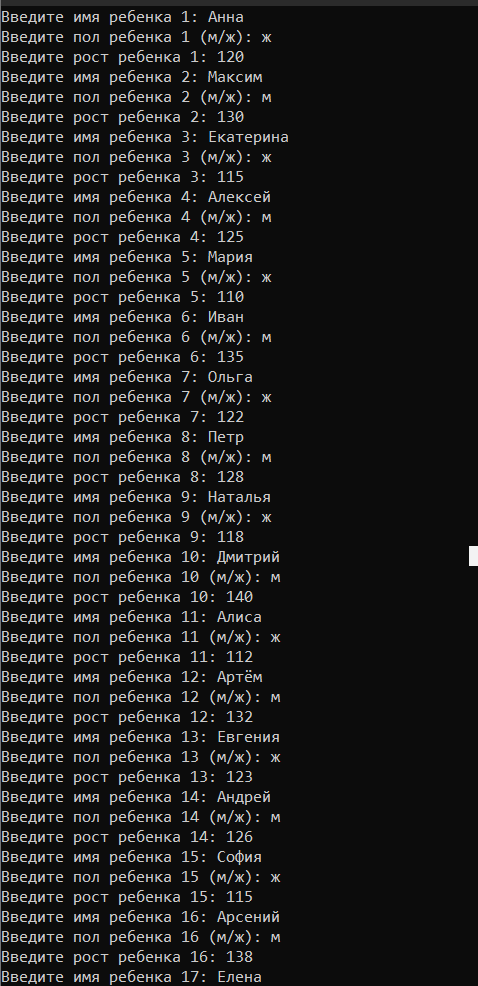 Введите имя ребенка 1: Анна
Введите пол ребенка 1 (м/ж): ж
Введите рост ребенка 1: 120
Введите имя ребенка 2: Максим
Введите пол ребенка 2 (м/ж): м
Введите рост ребенка 2: 130
Введите имя ребенка 3: Екатерина
Введите пол ребенка 3 (м/ж): ж
Введите рост ребенка 3: 115
Введите имя ребенка 4: Алексей
Введите пол ребенка 4 (м/ж): м
Введите рост ребенка 4: 125
Введите имя ребенка 5: Мария
Введите пол ребенка 5 (м/ж): ж
Введите рост ребенка 5: 110
Введите имя ребенка 6: Иван
Введите пол ребенка 6 (м/ж): м
Введите рост ребенка 6: 135
Введите имя ребенка 7: Ольга
Введите пол ребенка 7 (м/ж): ж
Введите рост ребенка 7: 122
Введите имя ребенка 8: Петр
Введите пол ребенка 8 (м/ж): м
Введите рост ребенка 8: 128
Введите имя ребенка 9: Наталья
Введите пол ребенка 9 (м/ж): ж
Введите рост ребенка 9: 118
Введите имя ребенка 10: Дмитрий
Введите пол ребенка 10 (м/ж): м
Введите рост ребенка 10: 140
Введите имя ребенка 11: Алиса
Введите пол ребенка 11 (м/ж): ж
Введите рост ребенка 11: 112
Введите имя ребенка 12: Артём
Введите пол ребенка 12 (м/ж): м
Введите рост ребенка 12: 132
Введите имя ребенка 13: Евгения
Введите пол ребенка 13 (м/ж): ж
Введите рост ребенка 13: 123
Введите имя ребенка 14: Андрей
Введите пол ребенка 14 (м/ж): м
Введите рост ребенка 14: 126
Введите имя ребенка 15: София
Введите пол ребенка 15 (м/ж): ж
Введите рост ребенка 15: 115
Введите имя ребенка 16: Арсений
Введите пол ребенка 16 (м/ж): м
Введите рост ребенка 16: 138
Введите имя ребенка 17: Елена